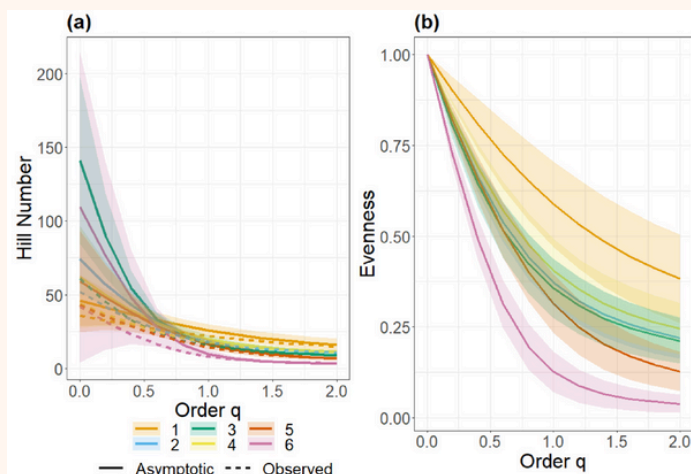 (a)
Hill Number
200
150
100
50
0
0.0 0.5 1.0 1.5 2.0
Order q
1 3 5
2 4 6
Asymptotic Observed
(b)
Evenness
1.00
0.75
0.50
0.25
0.00
0.0 0.5 1.0 1.5 2.0
Order q